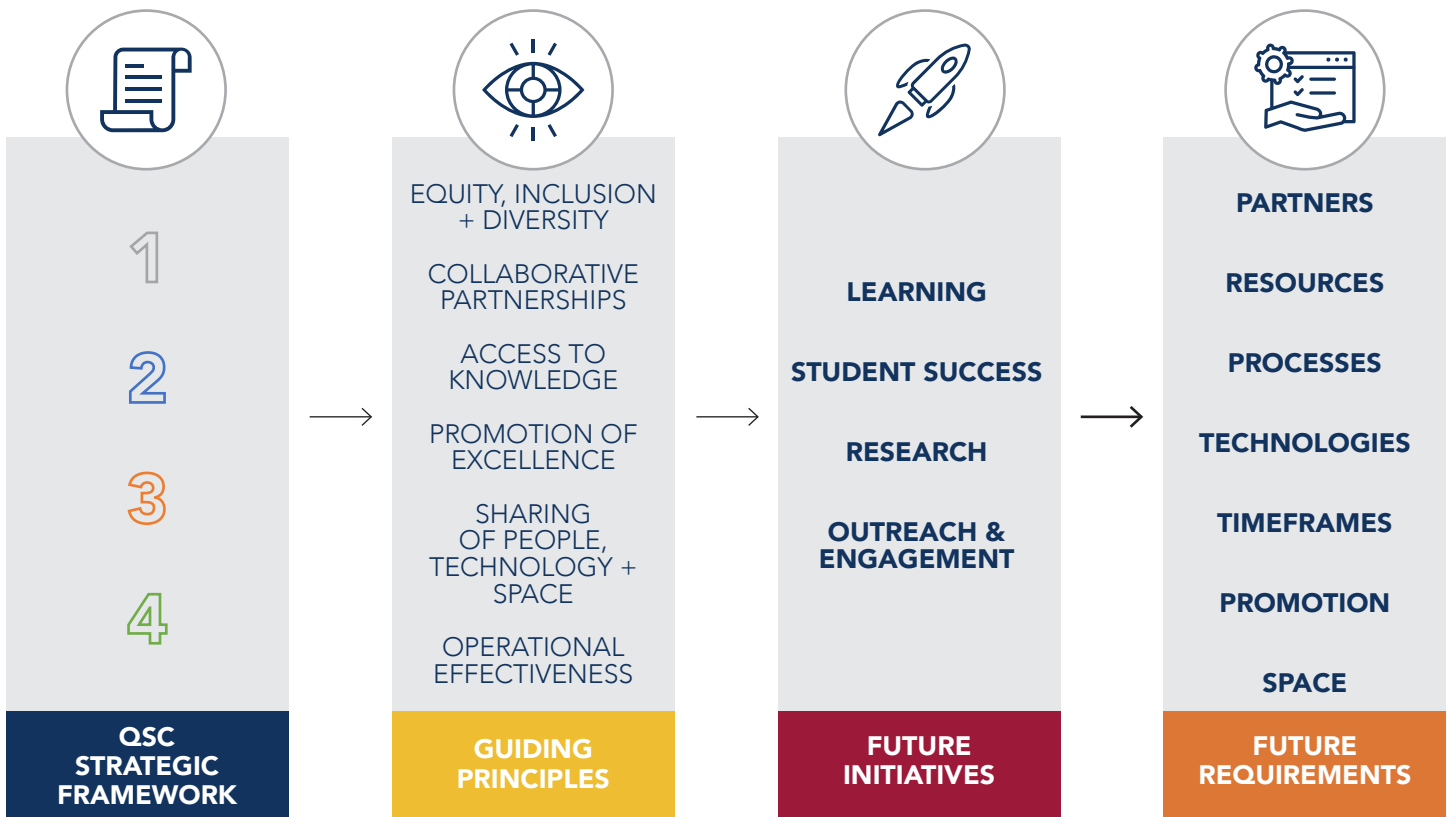 1
2
3
4
QSC
STRATEGIC
FRAMEWORK
EQUITY, INCLUSION
+ DIVERSITY
COLLABORATIVE
PARTNERSHIPS
ACCESS TO
KNOWLEDGE
PROMOTION OF
EXCELLENCE
SHARING
OF PEOPLE,
TECHNOLOGY +
SPACE
OPERATIONAL
EFFECTIVENESS
GUIDING
PRINCIPLES
LEARNING
STUDENT SUCCESS
RESEARCH
OUTREACH &
ENGAGEMENT
FUTURE
INITIATIVES
PARTNERS
RESOURCES
PROCESSES
TECHNOLOGIES
TIMEFRAMES
PROMOTION
SPACE
FUTURE
REQUIREMENTS